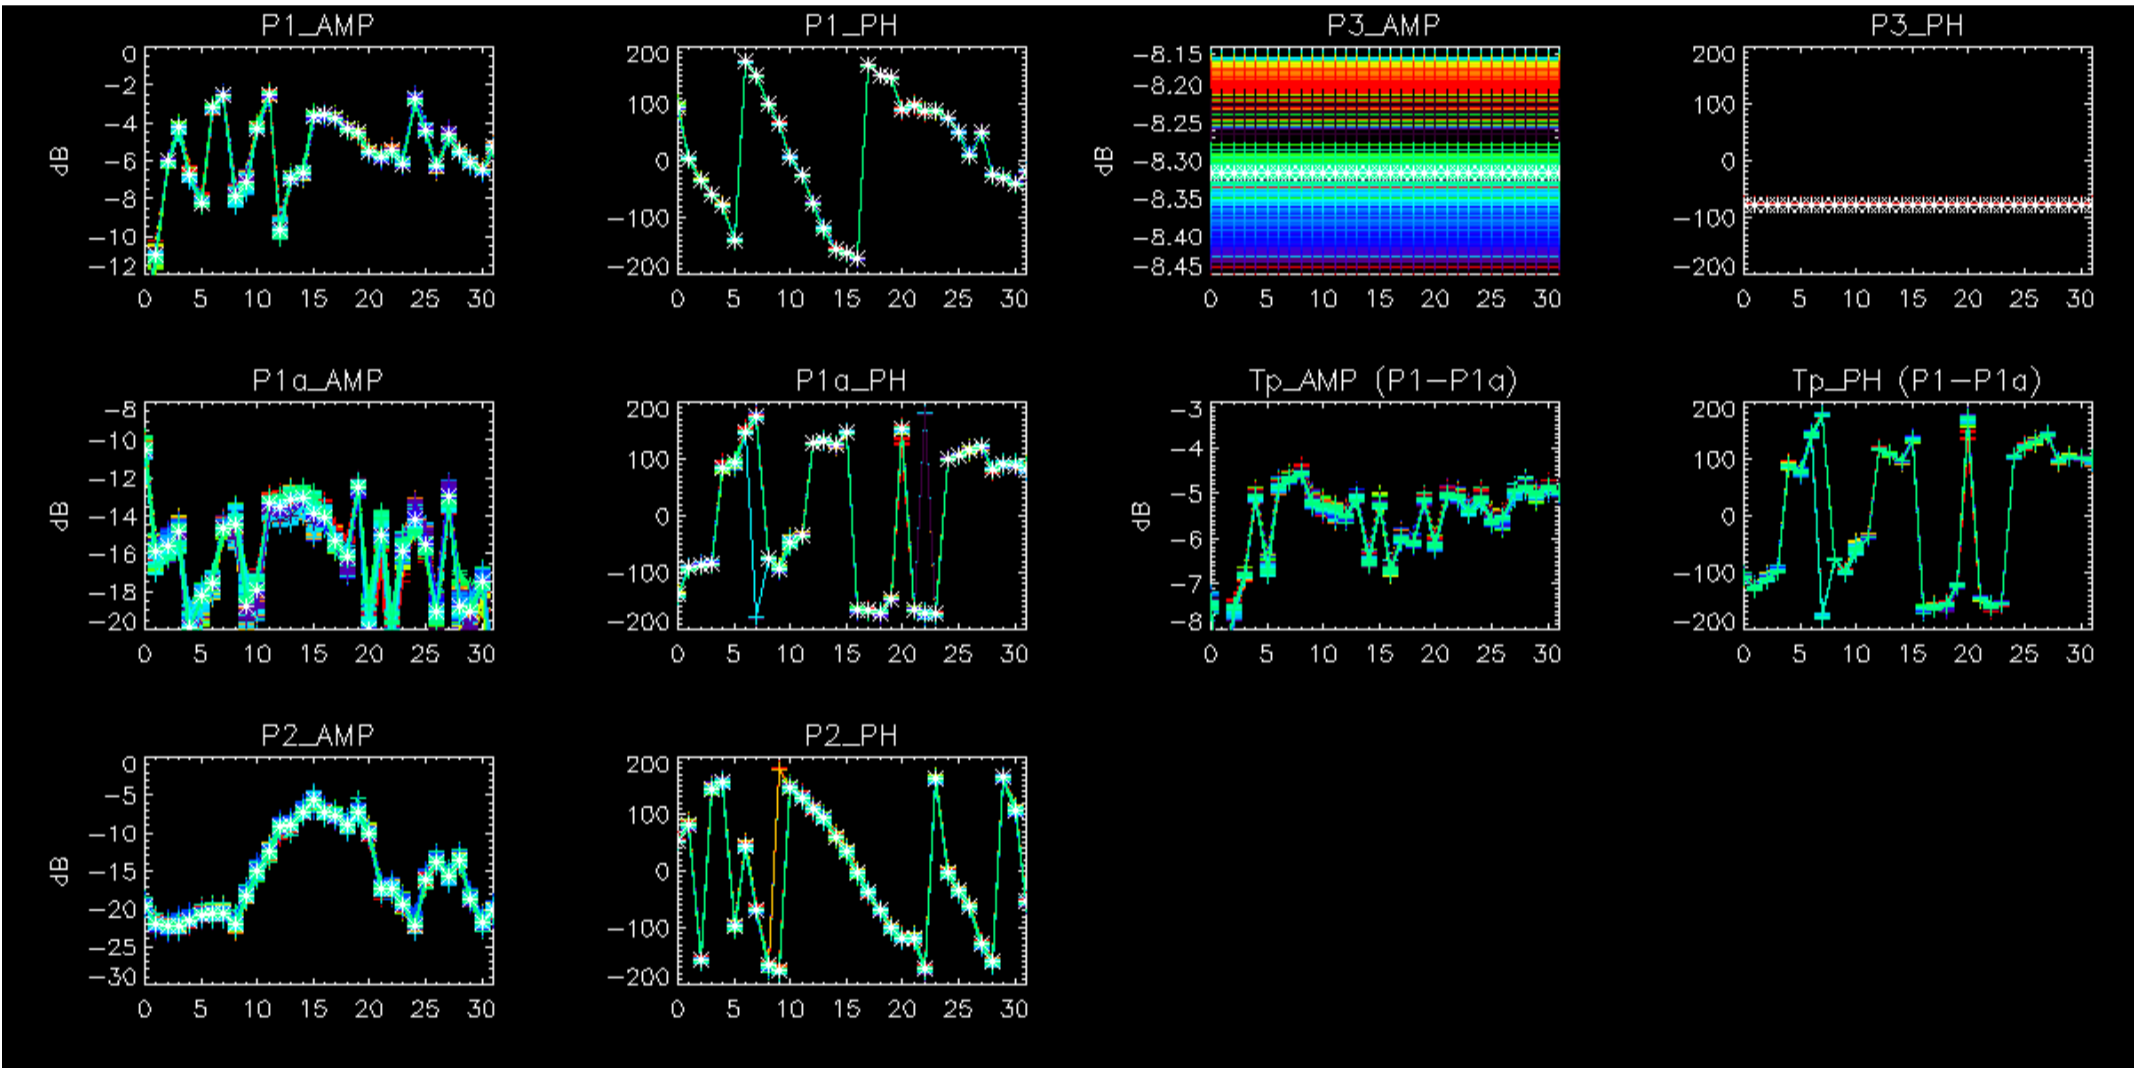 P1_AMP
P1_PH
P3_AMP
P3_PH
dB
0
-2
-4
-6
-8
-10
-12
0 5 10 15 20 25 30
200
100
0
-100
-200
0 5 10 15 20 25 30
dB
-8.15
-8.20
-8.25
-8.30
-8.35
-8.40
-8.45
0 5 10 15 20 25 30
200
100
0
-100
-200
0 5 10 15 20 25 30
P1a_AMP
P1a_PH
Tp_AMP (P1-P1a)
Tp_PH (P1-P1a)
dB
-8
-10
-12
-14
-16
-18
-20
0 5 10 15 20 25 30
200
100
0
-100
-200
0 5 10 15 20 25 30
dB
-3
-4
-5
-6
-7
-8
0 5 10 15 20 25 30
200
100
0
-100
-200
0 5 10 15 20 25 30
P2_AMP
P2_PH
dB
0
-5
-10
-15
-20
-25
-30
0 5 10 15 20 25 30
200
100
0
-100
-200
0 5 10 15 20 25 30